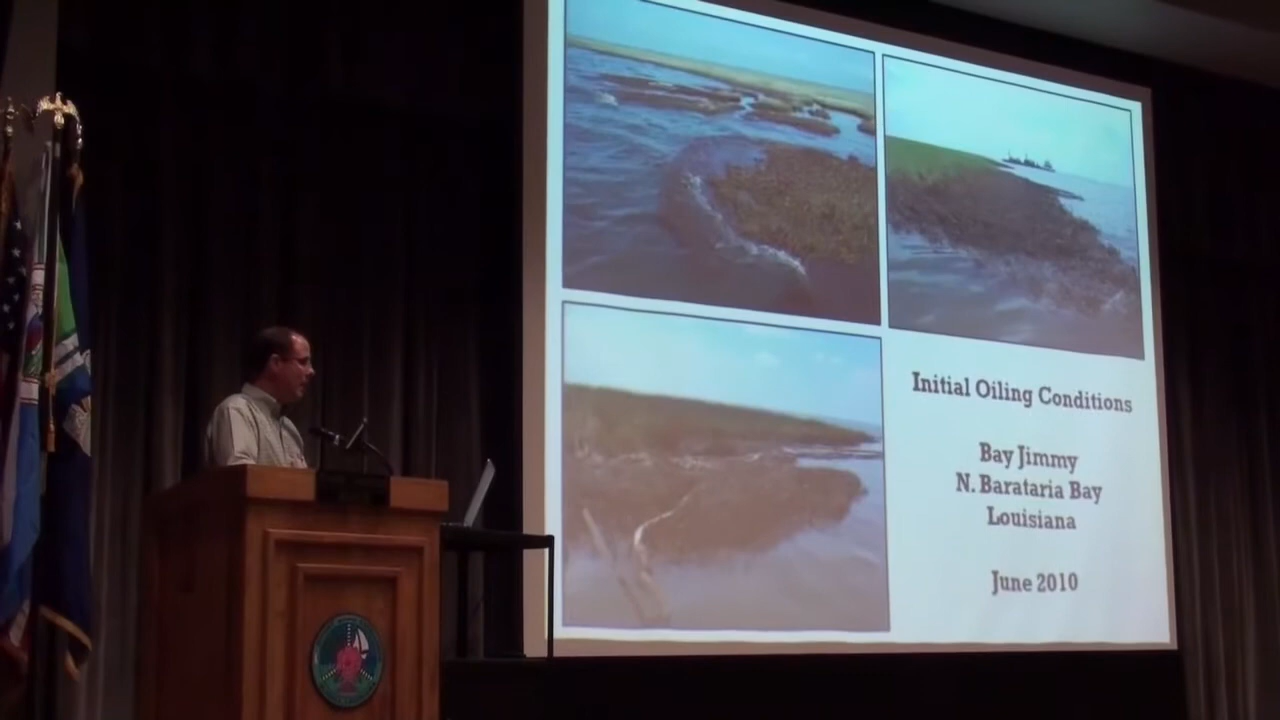 Initial Oiling Conditions
Bay Jimmy
N. Barataria Bay
Louisiana
June 2010